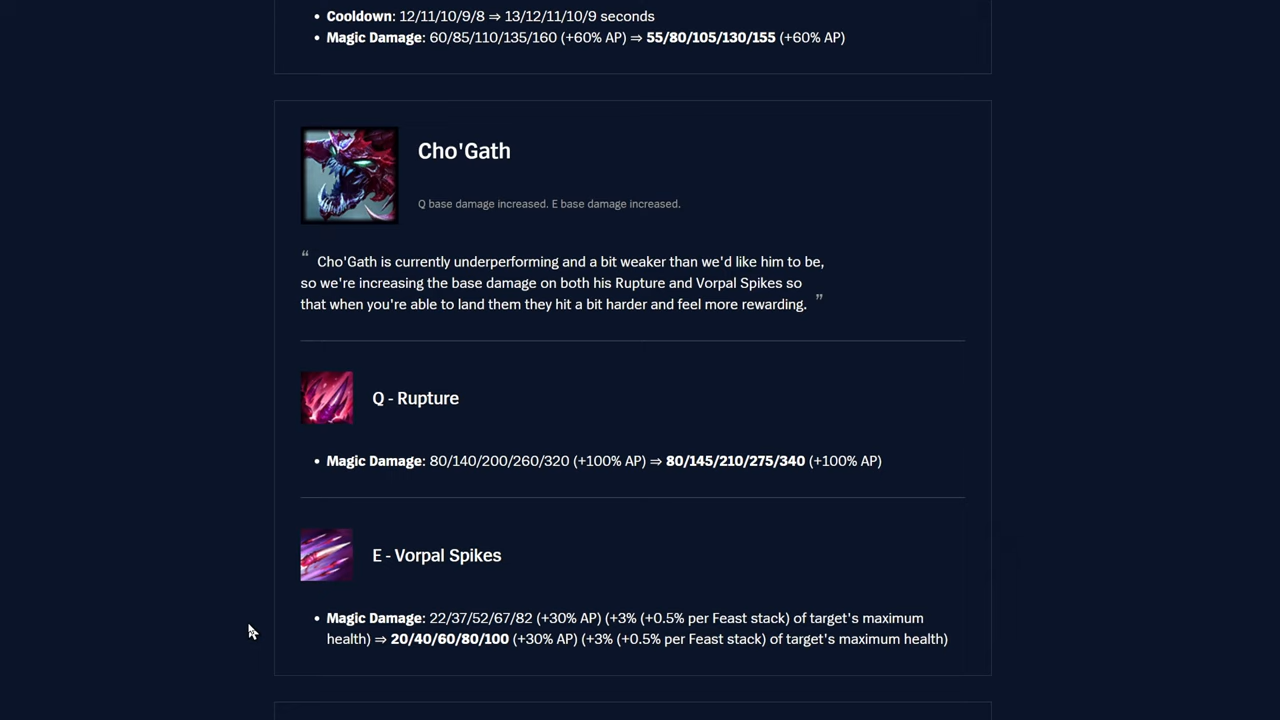 • Cooldown: 12/11/10/9/8 ⇒ 13/12/11/10/9 seconds
• Magic Damage: 60/85/110/135/160 (+60% AP) ⇒ 55/80/105/130/155 (+60% AP)
Cho'Gath
Q base damage increased. E base damage increased.
“ Cho'Gath is currently underperforming and a bit weaker than we'd like him to be,
so we're increasing the base damage on both his Rupture and Vorpal Spikes so
that when you're able to land them they hit a bit harder and feel more rewarding. ”
Q - Rupture
• Magic Damage: 80/140/200/260/320 (+100% AP) ⇒ 80/145/210/275/340 (+100% AP)
E - Vorpal Spikes
• Magic Damage: 22/37/52/67/82 (+30% AP) (+3% (+0.5% per Feast stack) of target's maximum
health) ⇒ 20/40/60/80/100 (+30% AP) (+3% (+0.5% per Feast stack) of target's maximum health)